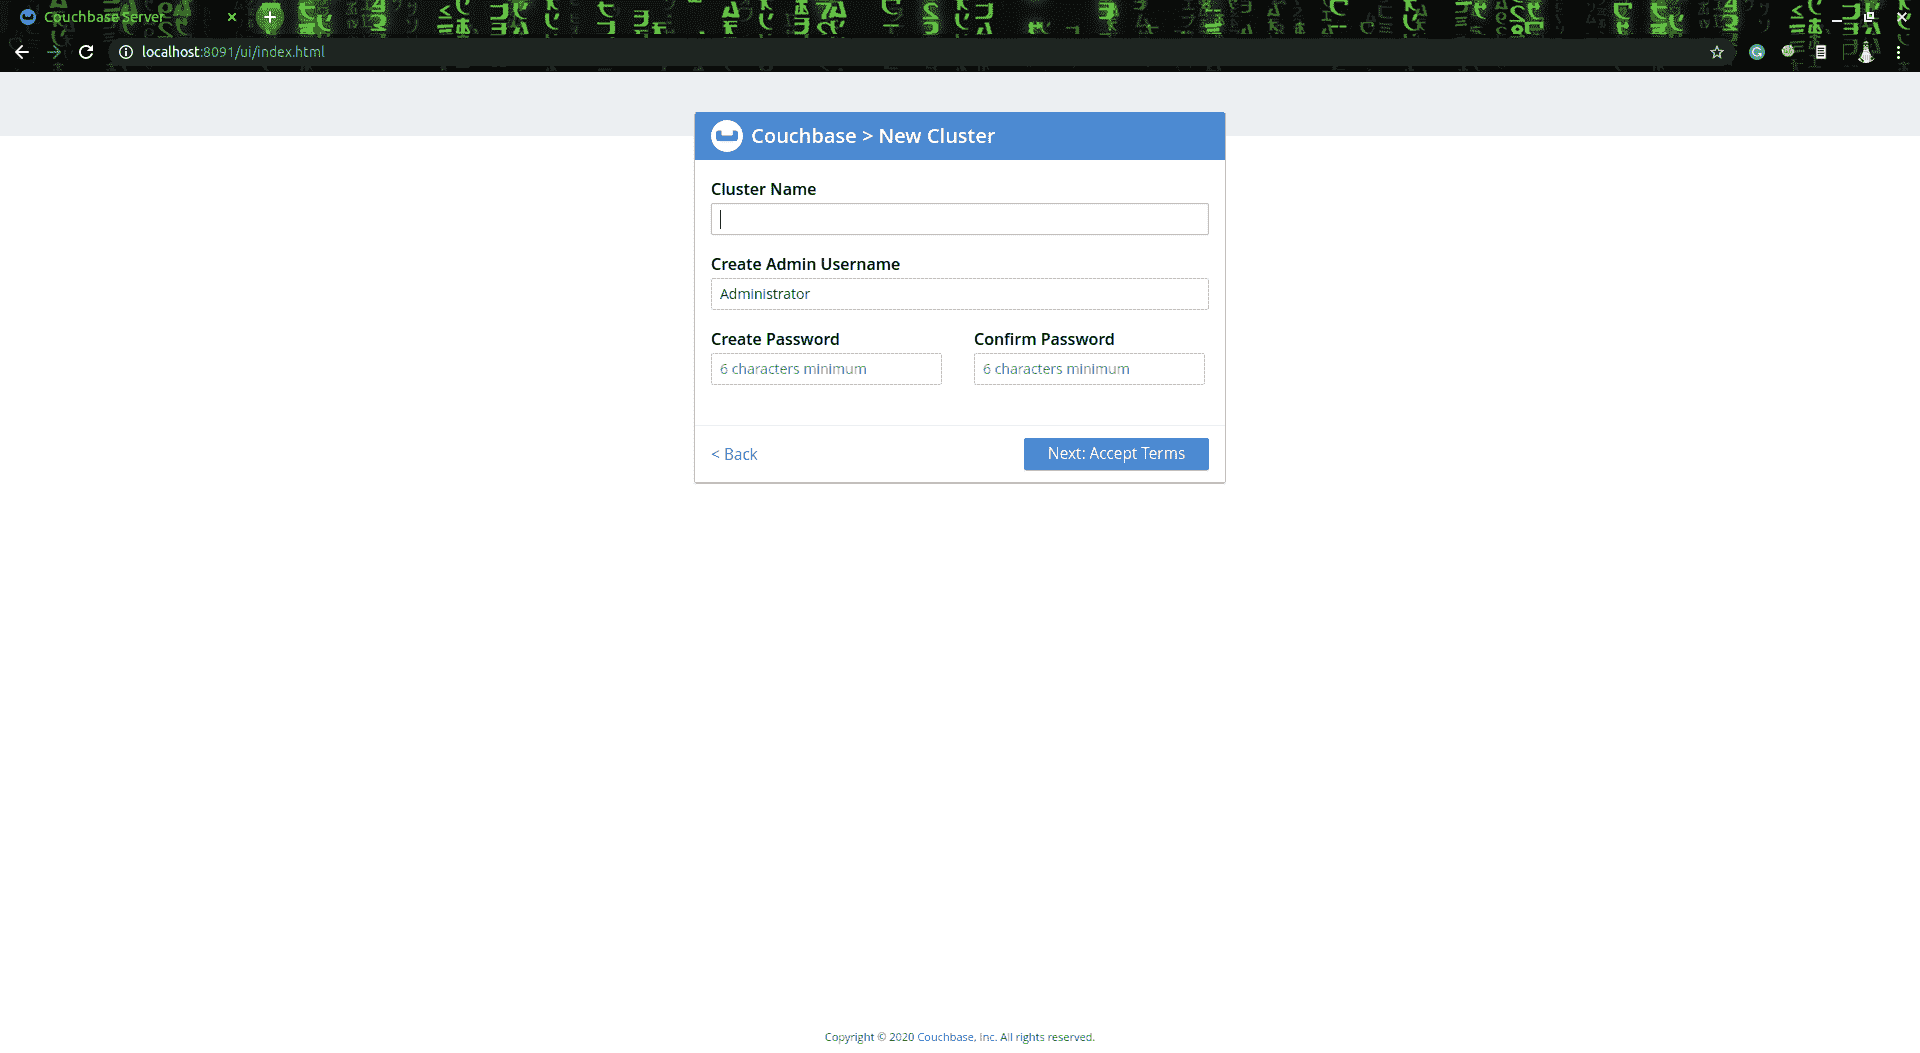 Couchbase Server
localhost:8091/ui/index.html
Couchbase > New Cluster
Cluster Name
Create Admin Username
Administrator
Create Password
Confirm Password
6 characters minimum
6 characters minimum
< Back
Next: Accept Terms
Copyright © 2020 Couchbase, Inc. All rights reserved.